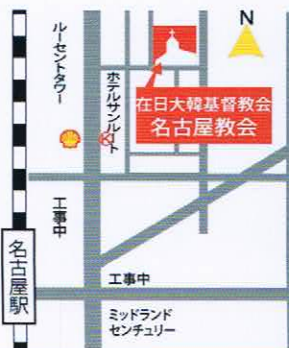 N
ルーセントタワー
ホテルサンルート
在日大韓基督教会
名古屋教会
工事中
名古屋駅
工事中
ミッドランド
センチュリー